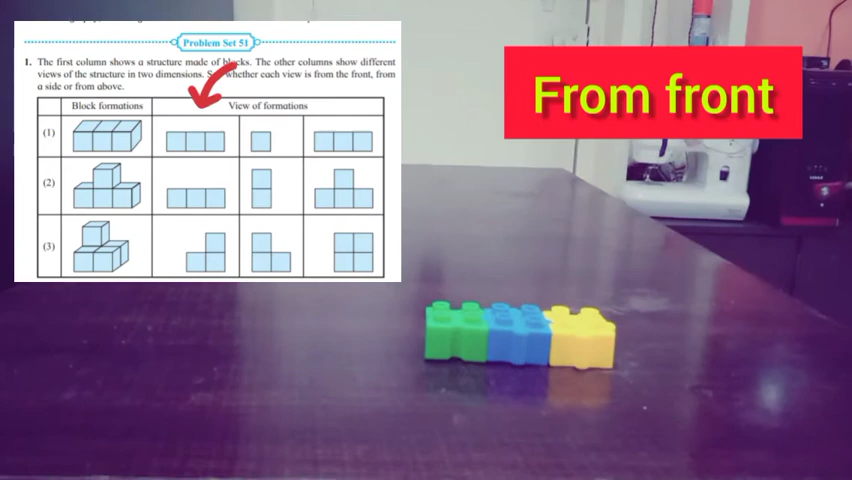 Problem Set 51
1. The first column shows a structure made of blocks. The other columns show different
views of the structure in two dimensions. whether each view is from the front, from
a side or from above.
Block formations View of formations
(1)
(2)
(3)
From front